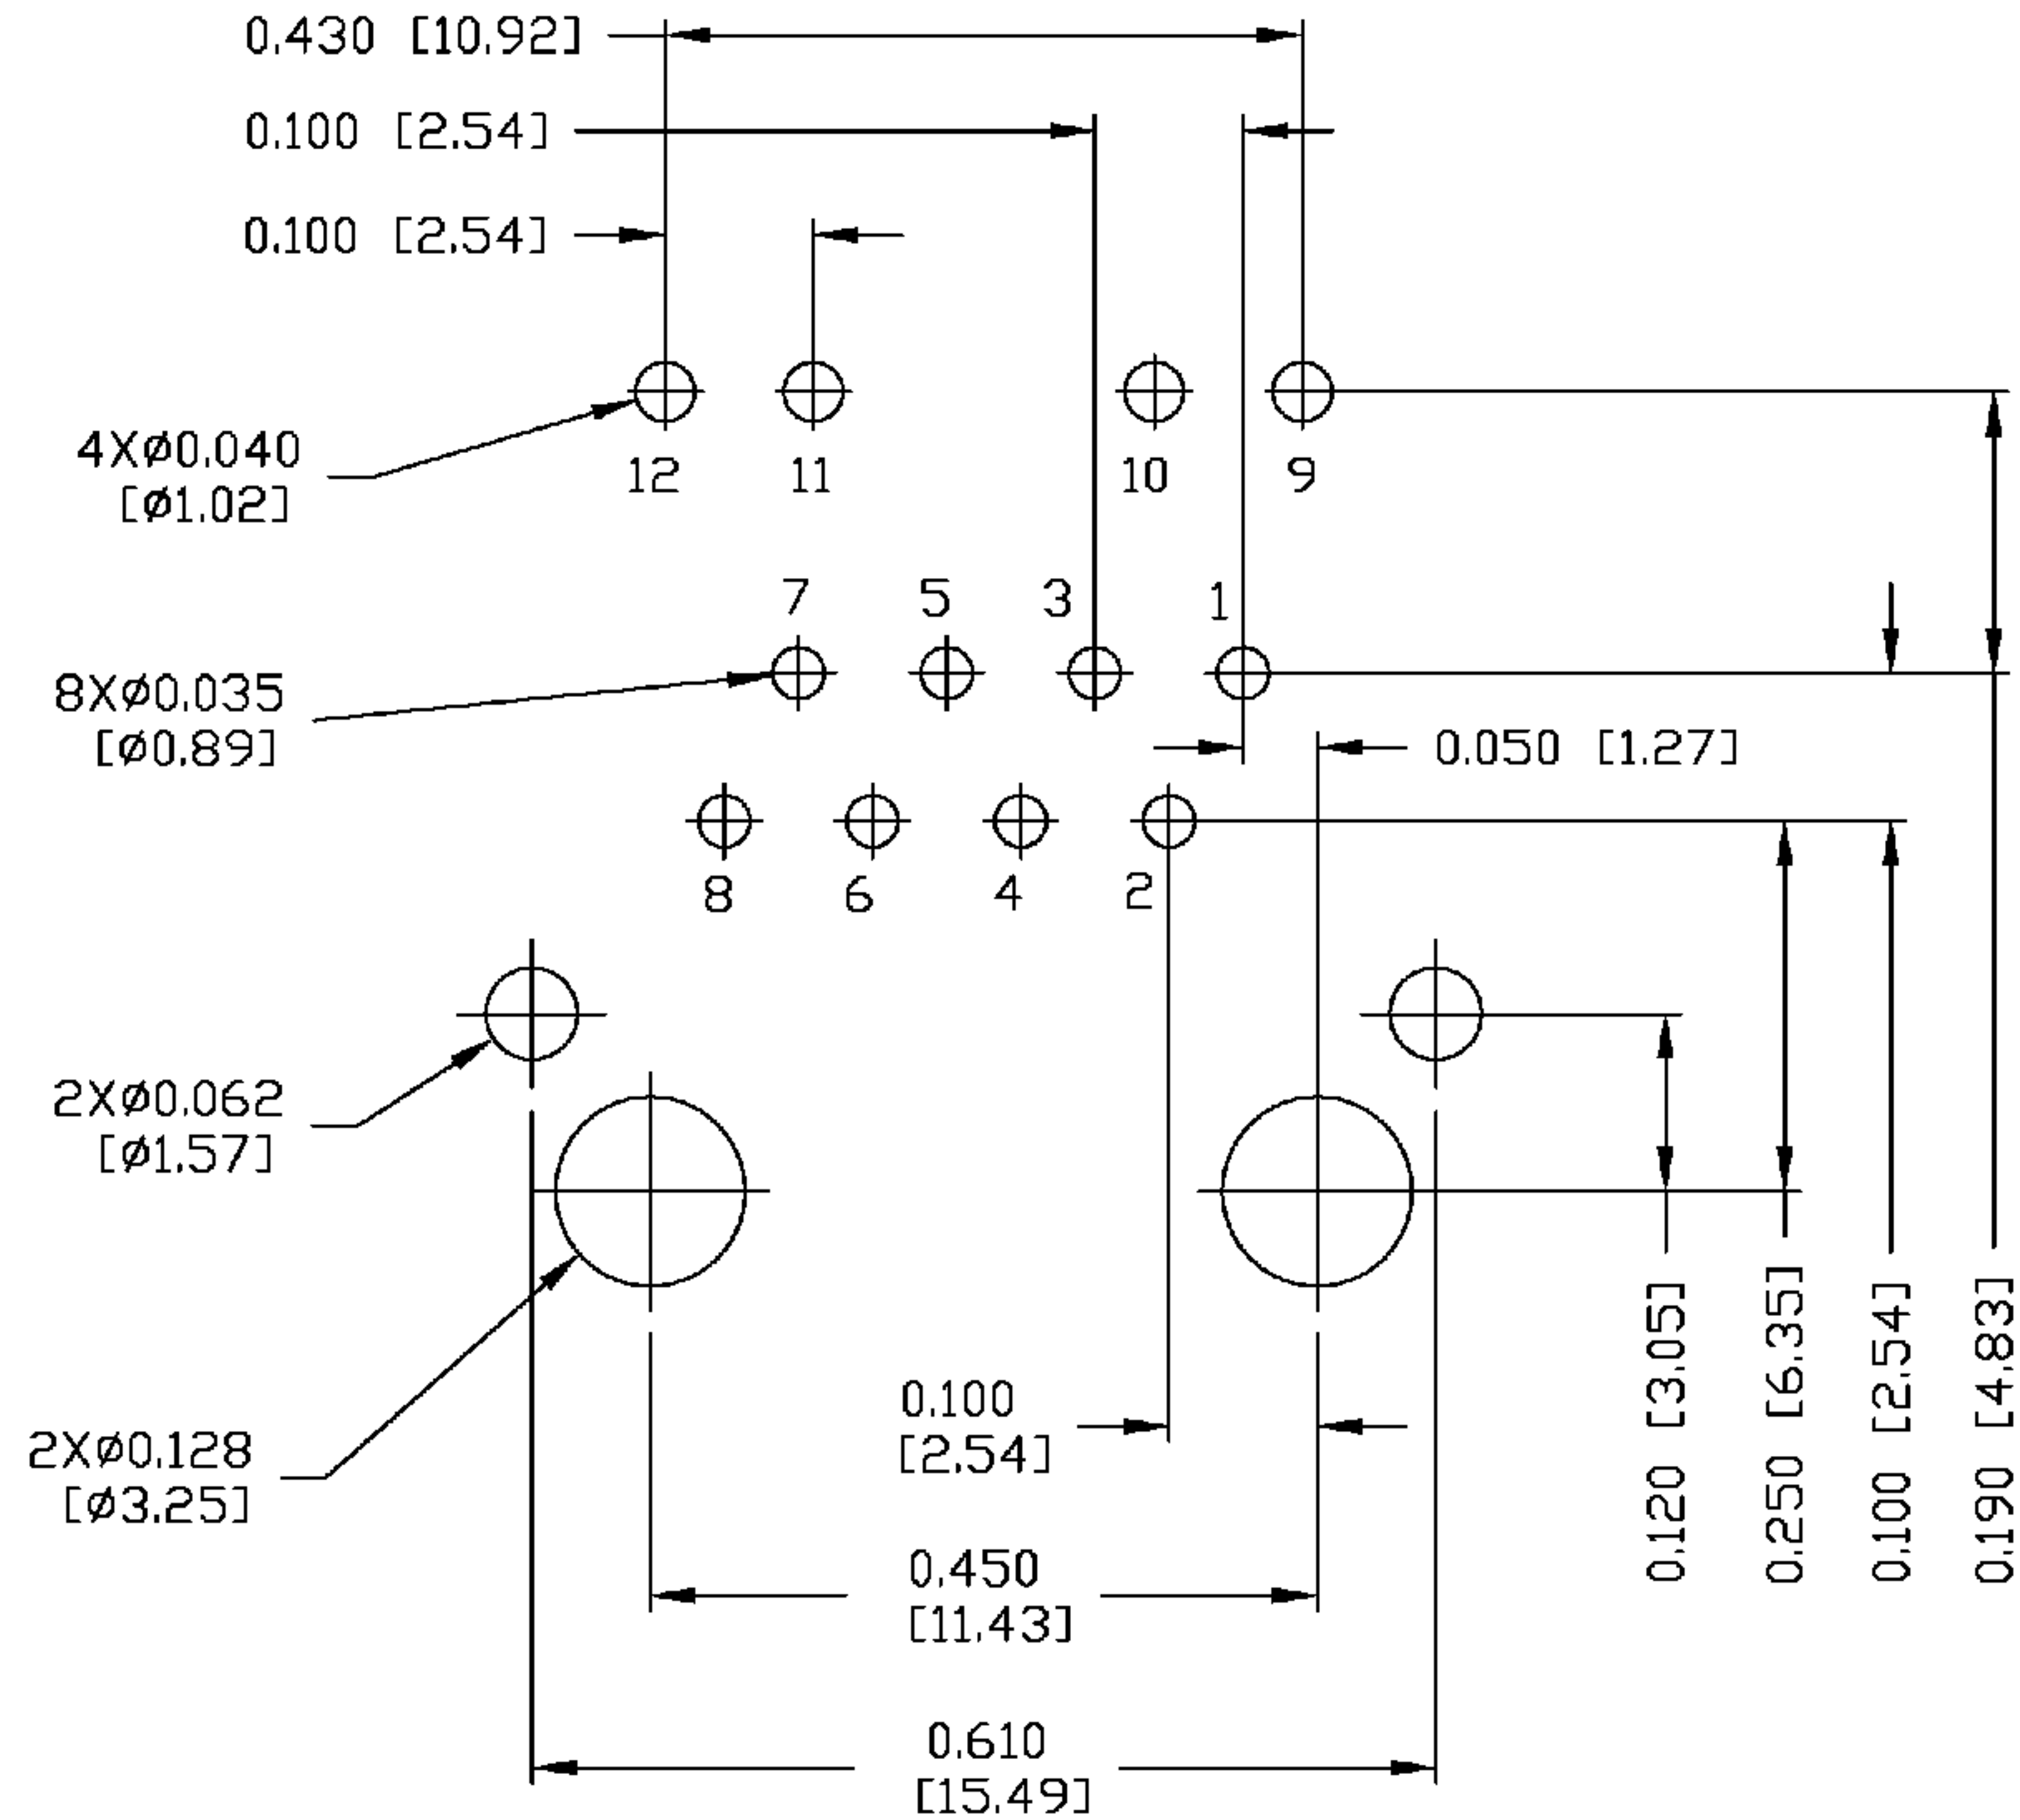 0.430 [10.92]
0.100 [2.54]
0.100 [2.54]
4XØ0.040
[Ø1.02]
12 11 10 9
7 5 3 1
8XØ0.035
[Ø0.89]
0.050 [1.27]
8 6 4 2
2XØ0.062
[Ø1.57]
2XØ0.128
[Ø3.25]
0.100
[2.54]
0.450
[11.43]
0.610
[15.49]
0.120 [3.05]
0.250 [6.35]
0.100 [2.54]
0.190 [4.83]